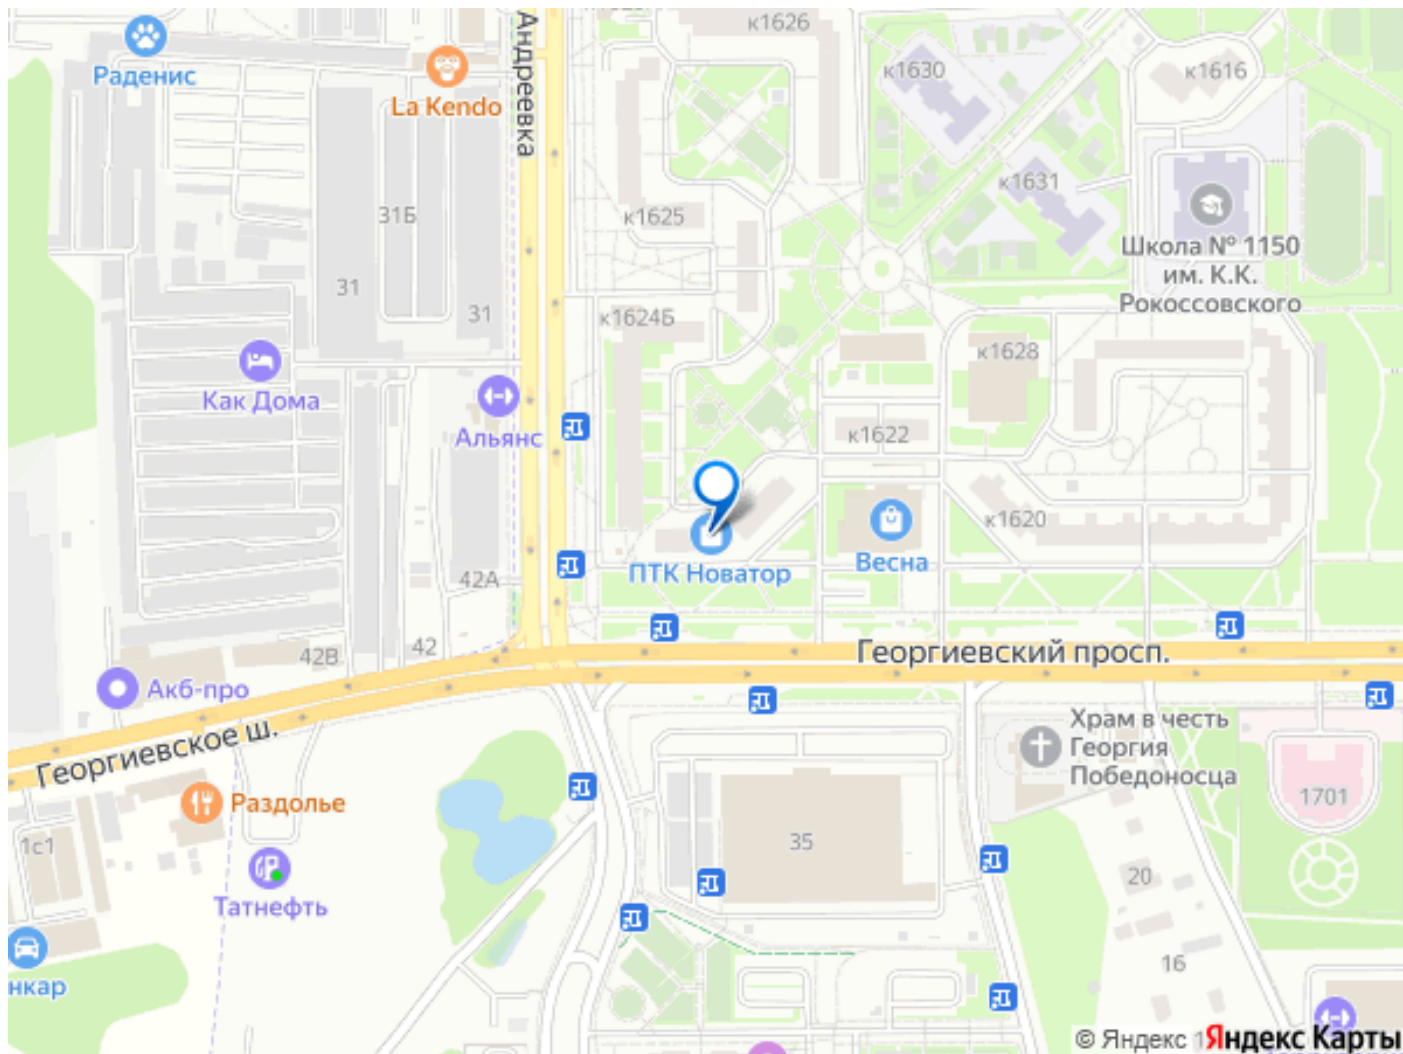 к1626
Андреевка
Раденис
La Kendo
к1630
к1616
к1631
31Б
к1625
Школа № 1150
им. К.К.
Рокоссовского
31
31
к1624Б
к1628
Как Дома
Альянс
к1622
к1620
ПТК Новатор
Весна
42А
42В
42
Георгиевский просп.
Акб-про
Георгиевское ш.
Храм в честь
Георгия
Победоносца
Раздолье
1701
1с1
35
20
Татнефть
16
нкар
© Яндекс
Яндекс Карты